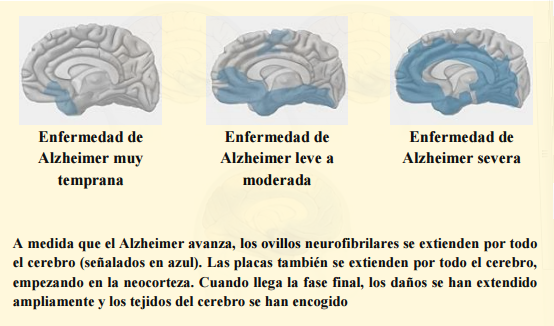 Enfermedad de
Alzheimer muy
temprana
Enfermedad de
Alzheimer leve a
moderada
Enfermedad de
Alzheimer severa
A medida que el Alzheimer avanza, los ovillos neurofibrilares se extienden por todo
el cerebro (señalados en azul). Las placas también se extienden por todo el cerebro,
empezando en la neocorteza. Cuando llega la fase final, los daños se han extendido
ampliamente y los tejidos del cerebro se han encogido